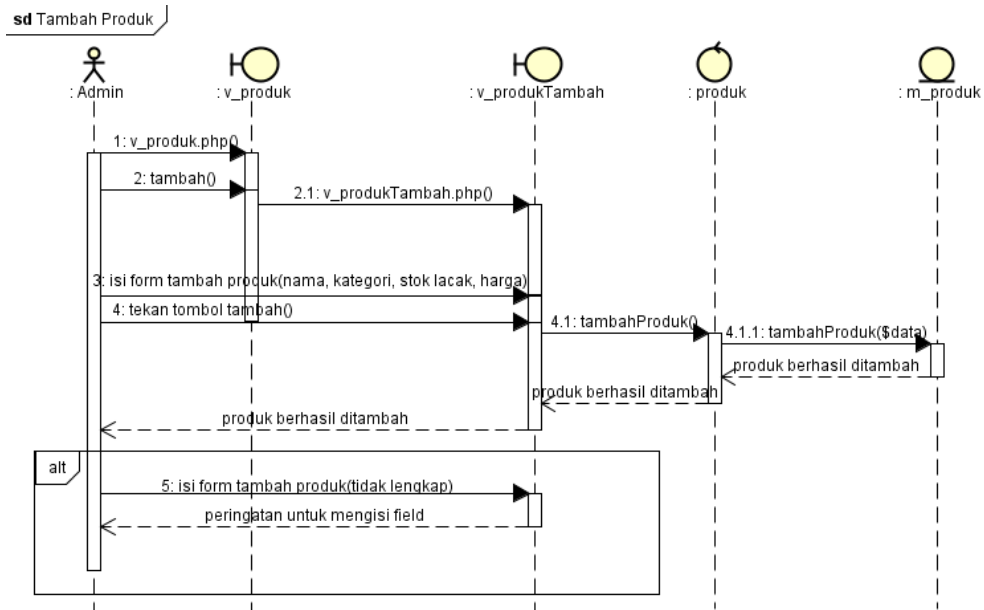 sd Tambah Produk
: Admin
: v_produk
: v_produkTambah
: produk
: m_produk
1: v_produk.php()
2: tambah()
2.1: v_produkTambah.php()
3: isi form tambah produk(nama, kategori, stok lacak, harga)
4: tekan tombol tambah()
4.1: tambahProduk()
4.1.1: tambahProduk($data)
produk berhasil ditambah
produk berhasil ditambah
produk berhasil ditambah
alt
5: isi form tambah produk(tidak lengkap)
peringatan untuk mengisi field